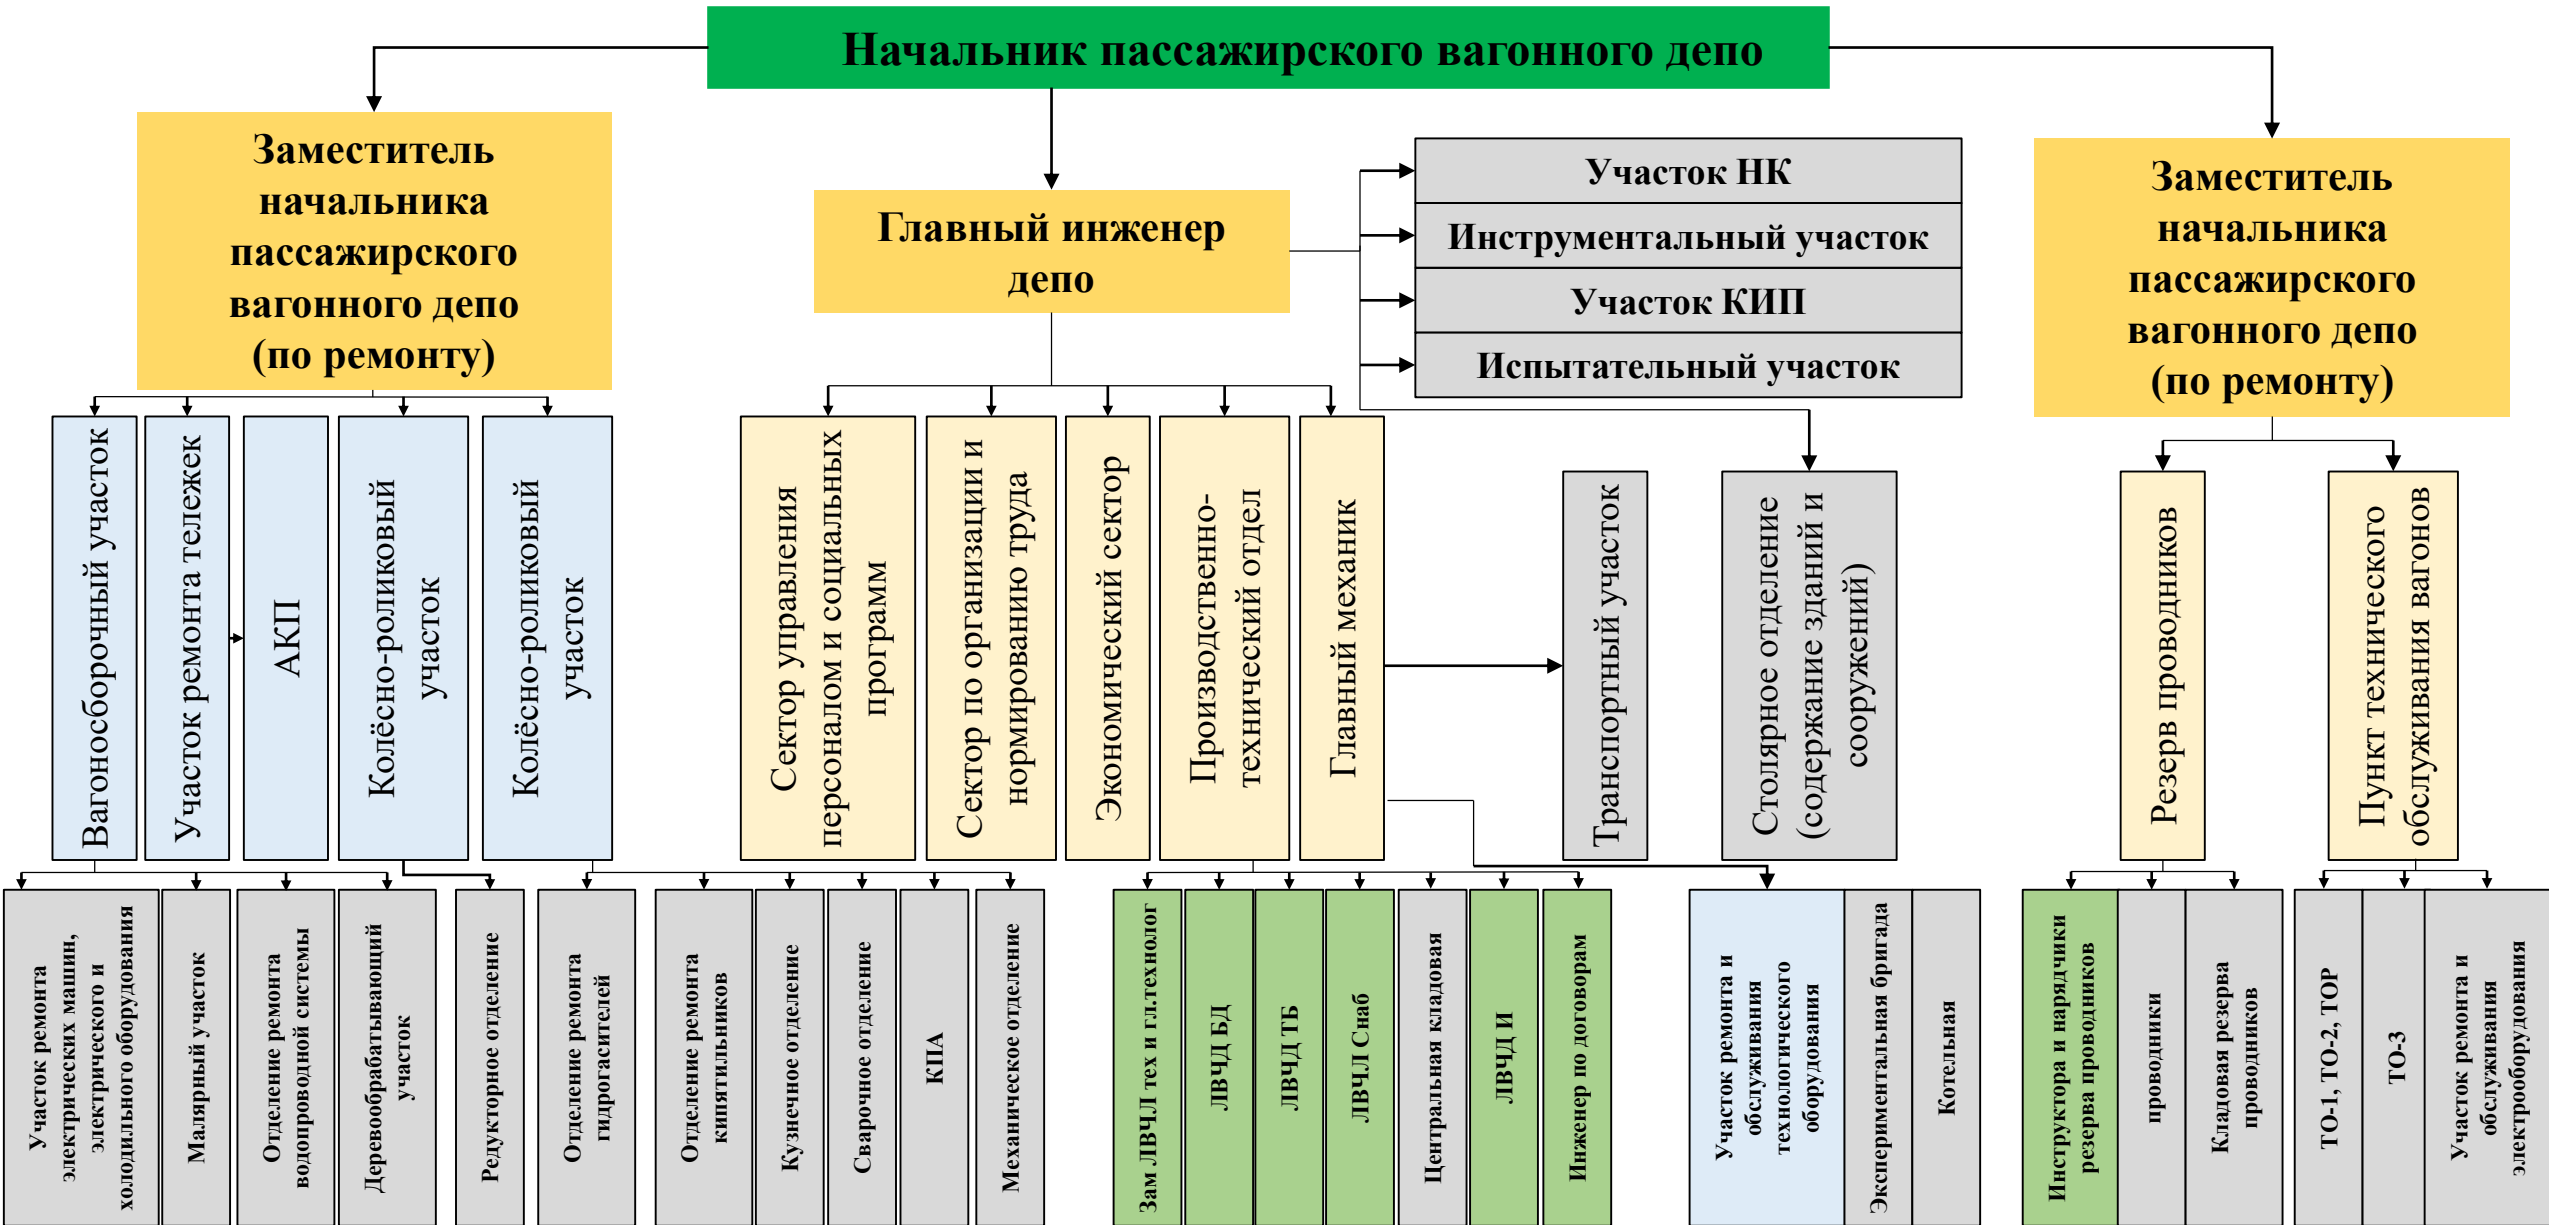 Начальник пассажирского вагонного депо
Заместитель
начальника
пассажирского
вагонного депо
(по ремонту)
Главный инженер
депо
Участок НК
Инструментальный участок
Участок КИП
Испытательный участок
Заместитель
начальника
пассажирского
вагонного депо
(по ремонту)
Вагоносборочный участок
Участок ремонта тележек
АКП
Колёсно-роликовый
участок
Колёсно-роликовый
участок
Сектор управления
персоналом и социальных
программ
Сектор по организации и
нормированию труда
Экономический сектор
Производственно-
технический отдел
Главный механик
Транспортный участок
Столярное отделение
(содержание зданий и
сооружений)
Резерв проводников
Пункт технического
обслуживания вагонов
Участок ремонта
электрических машин,
электрического и
холодильного оборудования
Малярный участок
Отделение ремонта
водопроводной системы
Деревообрабатывающий
участок
Редукторное отделение
Отделение ремонта
гидрогасителей
Отделение ремонта
кипятильников
Кузнечное отделение
Сварочное отделение
КПА
Механическое отделение
Зам ЛВЧЛ тех и гл.технолог
ЛВЧД БД
ЛВЧД ТБ
ЛВЧЛ Снаб
Центральная кладовая
ЛВЧД И
Инженер по договорам
Участок ремонта и
обслуживания
технологического
оборудования
Экспериментальная бригада
Котельная
Инструктора и нарядчики
резерва проводников
проводники
Кладовая резерва
проводников
ТО-1, ТО-2, ТОР
ТО-3
Участок ремонта и
обслуживания
электрооборудования